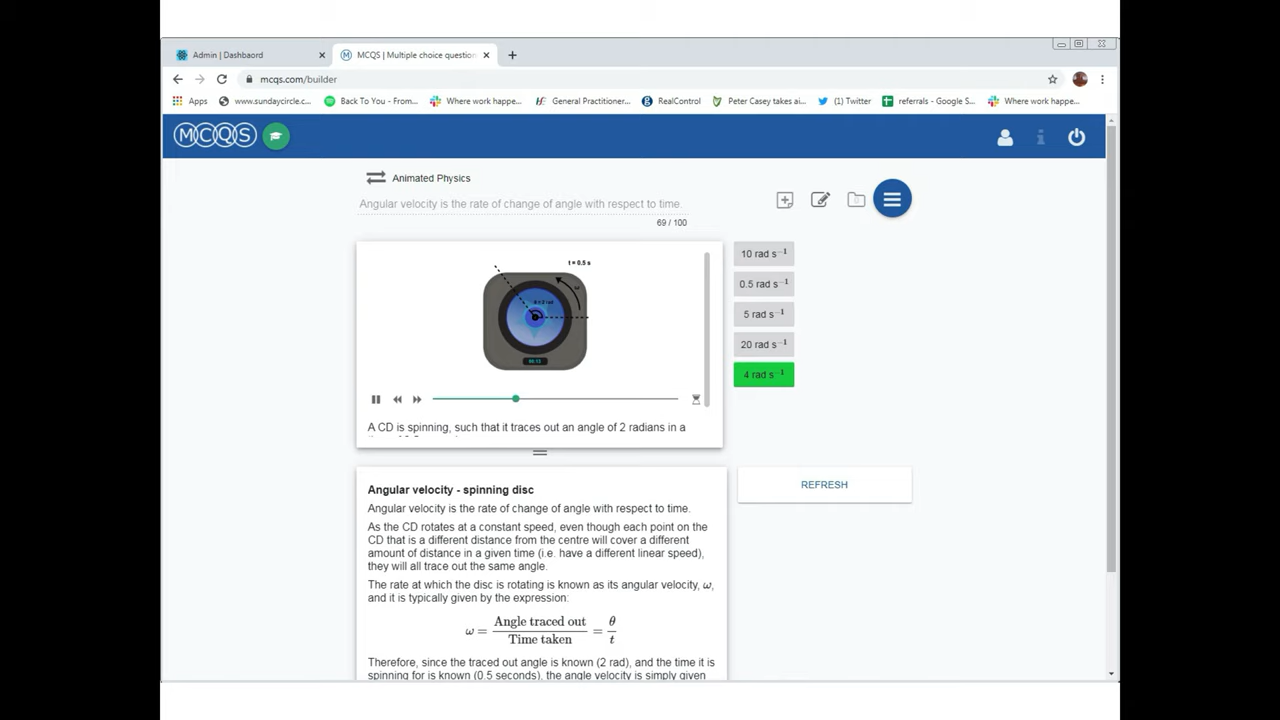 Admin | Dashbaord
MCQS | Multiple choice question
mcqs.com/builder
Apps
www.sundaycircle.c...
Back To You - From...
Where work happe...
General Practitioner...
RealControl
Peter Casey takes ai...
(1) Twitter
referrals - Google S...
Where work happe...
MCQS
Animated Physics
Angular velocity is the rate of change of angle with respect to time.
69 / 100
t = 0.5 s
ω
θ = 2 rad
10 rad s⁻¹
0.5 rad s⁻¹
5 rad s⁻¹
20 rad s⁻¹
4 rad s⁻¹
A CD is spinning, such that it traces out an angle of 2 radians in a
REFRESH
Angular velocity - spinning disc
Angular velocity is the rate of change of angle with respect to time.
As the CD rotates at a constant speed, even though each point on the
CD that is a different distance from the centre will cover a different
amount of distance in a given time (i.e. have a different linear speed),
they will all trace out the same angle.
The rate at which the disc is rotating is known as its angular velocity, ω,
and it is typically given by the expression:
ω = Angle traced out / Time taken = θ / t
Therefore, since the traced out angle is known (2 rad), and the time it is
spinning for is known (0.5 seconds), the angle velocity is simply given